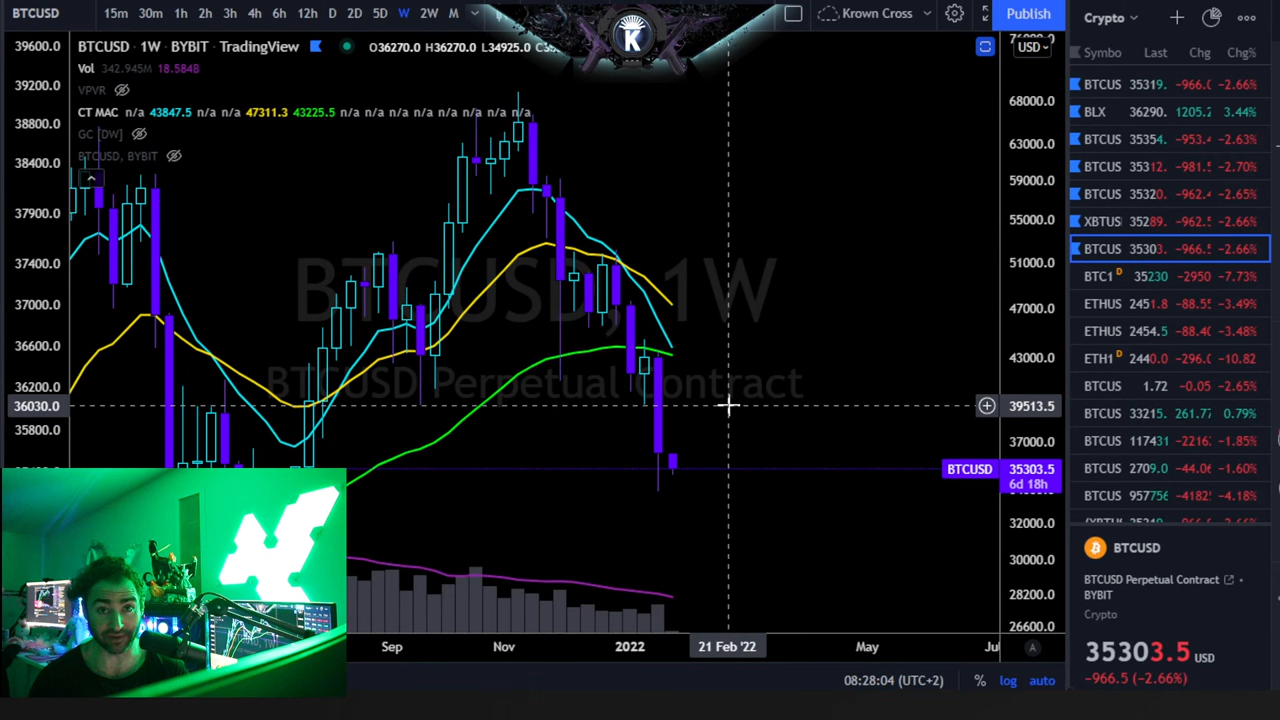 BTCUSD 15m 30m 1h 2h 3h 4h 6h 12h D 2D 5D W 2W M Krown Cross Publish
K
BTCUSD · 1W · BYBIT · TradingView O36270.0 H36270.0 L34925.0
Vol 342.945M 18.584B
VPVR
CT MAC n/a 43847.5 n/a n/a 47311.3 43225.5 n/a n/a n/a n/a n/a n/a n/a n/a
GC [DW]
BTCUSD, BYBIT
39600.0
39200.0
38800.0
38400.0
37900.0
37400.0
37000.0
36600.0
36200.0
36030.0
35800.0
BTCUSD, 1W
BTCUSD Perpetual Contract
USD
68000.0
63000.0
59000.0
55000.0
51000.0
47000.0
43000.0
39513.5
37000.0
BTCUSD 35303.5
6d 18h
32000.0
30000.0
28200.0
26600.0
Sep Nov 2022 21 Feb '22 May Jul
A
08:28:04 (UTC+2) % log auto
Crypto
Symbo Last Chg Chg%
BTCUS 35319. -966.0 -2.66%
BLX 36290. 1205.2 3.44%
BTCUS 35354. -953.4 -2.63%
BTCUS 35312. -981.5 -2.70%
BTCUS 35320. -962.4 -2.65%
XBTUS 35289. -962.5 -2.66%
BTCUS 35303. -966.5 -2.66%
BTC1 D 35230 -2950 -7.73%
ETHUS 2451.8 -88.55 -3.49%
ETHUS 2454.5 -88.40 -3.48%
ETH1 D 2440.0 -296.0 -10.82
BTCUS 1.72 -0.05 -2.65%
BTCUS 33215. 261.77 0.79%
BTCUS 117431 -2216 -1.85%
BTCUS 2709.0 -44.06 -1.60%
BTCUS 957756 -4182 -4.18%
BTCUSD
BTCUSD Perpetual Contract
BYBIT
Crypto
35303.5 USD
-966.5 (-2.66%)